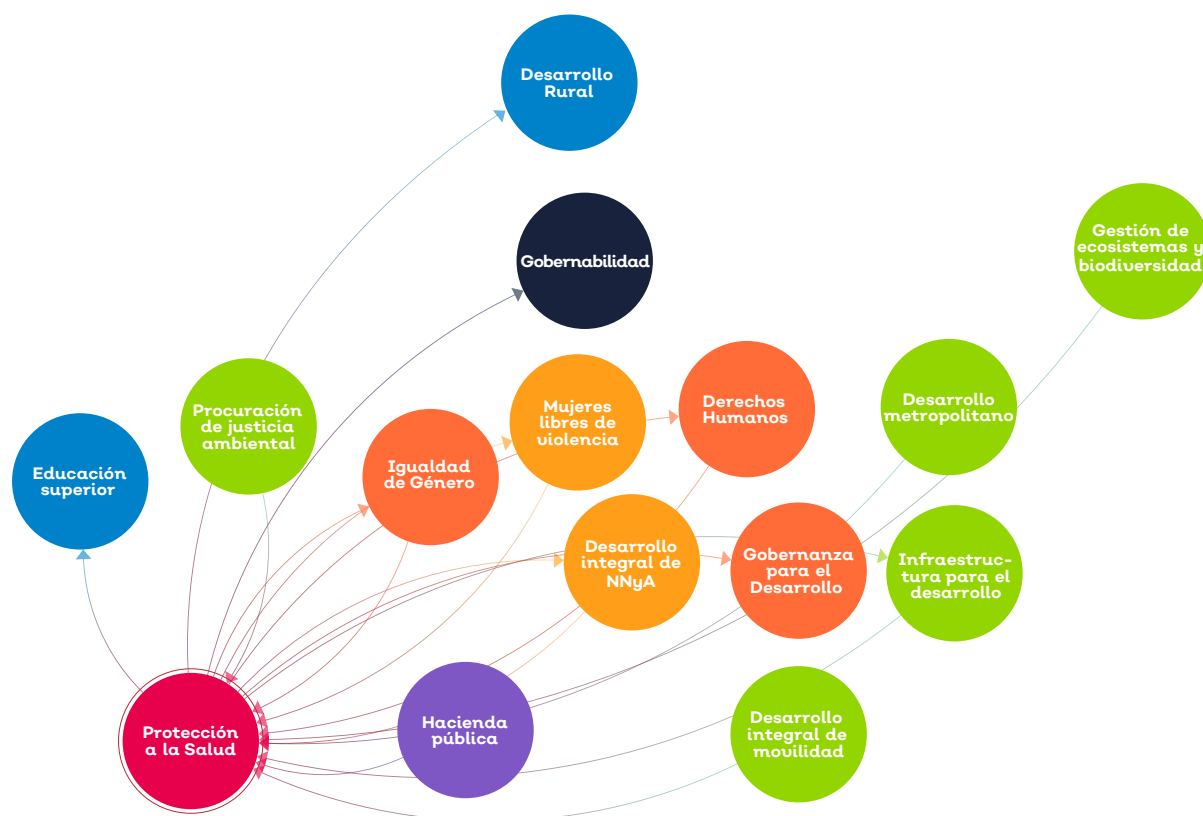 Desarrollo
Rural
Gobernabilidad
Gestión de
ecosistemas y
biodiversidad
Procuración
de justicia
ambiental
Mujeres
libres de
violencia
Derechos
Humanos
Desarrollo
metropolitano
Educación
superior
Igualdad
de Género
Desarrollo
integral de
NNyA
Gobernanza
para el
Desarrollo
Infraestruc-
tura para el
desarrollo
Protección
a la Salud
Hacienda
pública
Desarrollo
integral de
movilidad